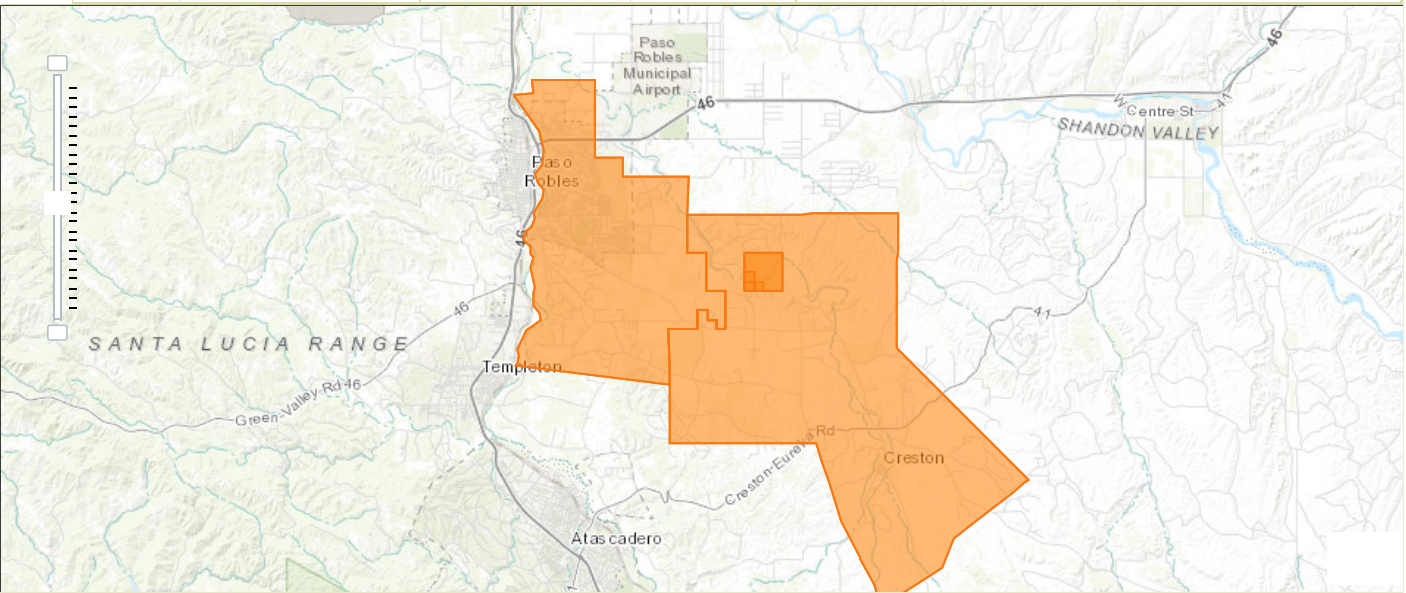 46
Paso
Robles
Municipal
Airport
46
W
Centre St
41
SHANDON VALLEY
Paso
Robles
46
46
SANTA LUCIA RANGE
41
Templeton
Green-Valley Rd 46
Creston-Eureka Rd
Creston
Atascadero